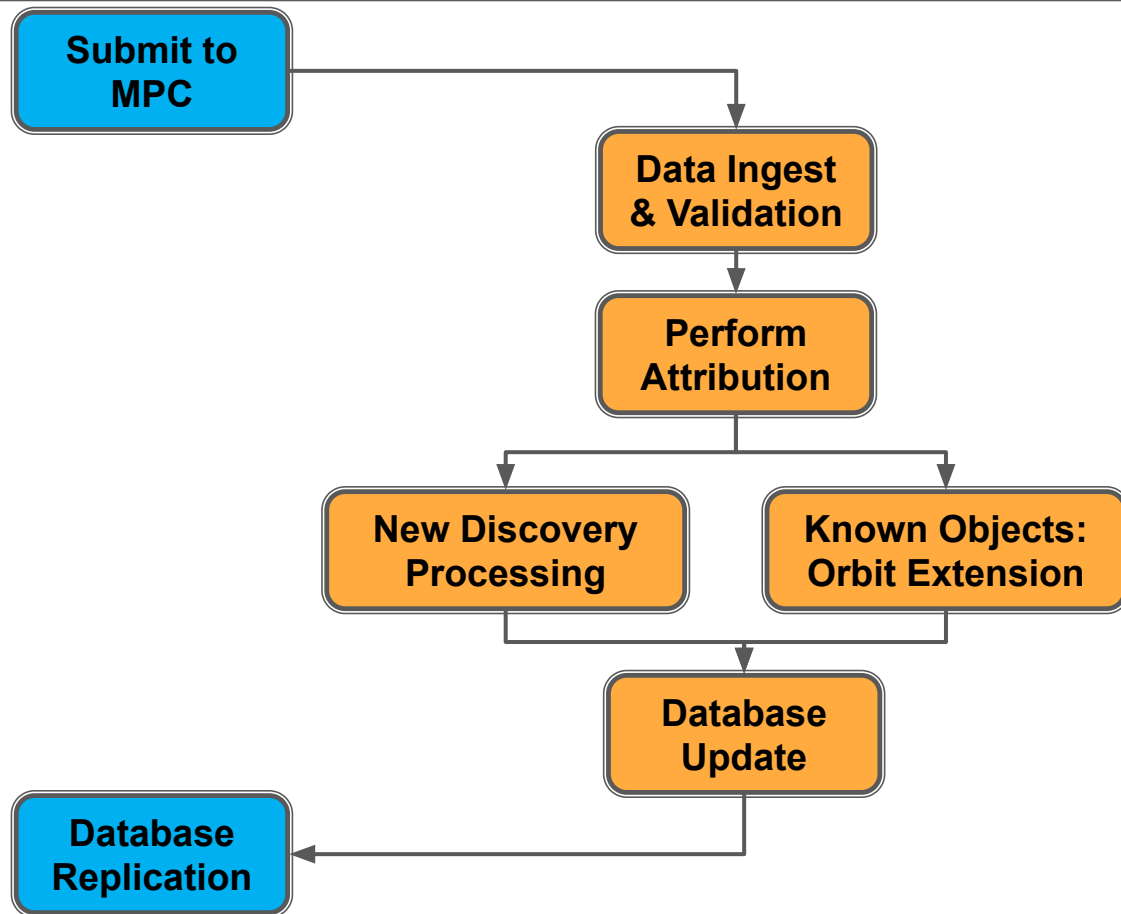 Submit to
MPC
Data Ingest
& Validation
Perform
Attribution
New Discovery
Processing
Known Objects:
Orbit Extension
Database
Update
Database
Replication